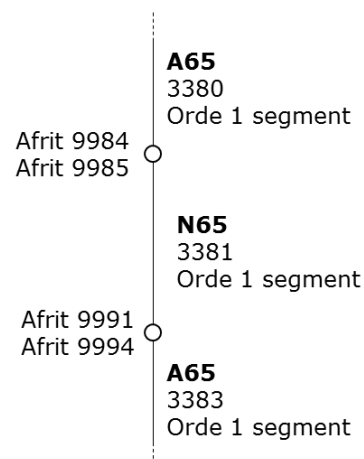 A65
3380
Orde 1 segment
Afrit 9984
Afrit 9985
N65
3381
Orde 1 segment
Afrit 9991
Afrit 9994
A65
3383
Orde 1 segment